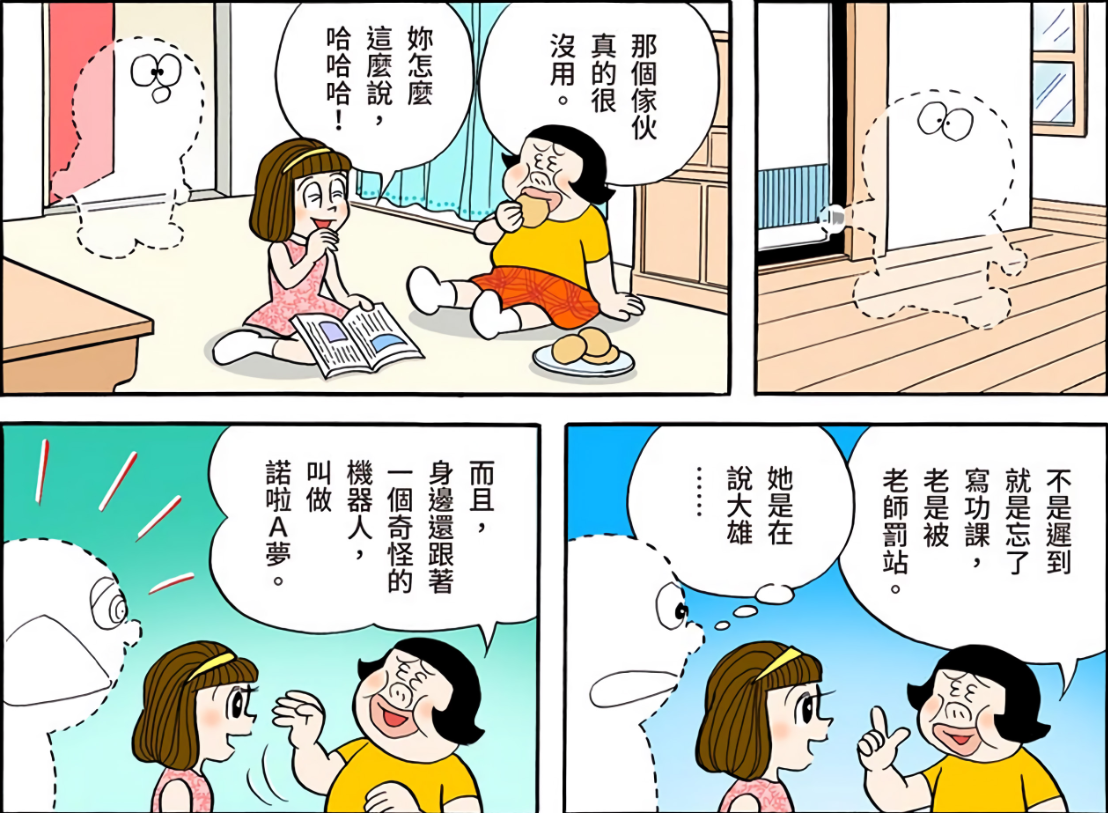 那個傢伙
真的很
沒用。
妳怎麼
這麼說，
哈哈哈！
不是遲到
就是忘了
寫功課，
老是被
老師罰站。
她是在
說大雄
……
而且，
身邊還跟著
一個奇怪的
機器人，
叫做
諾啦A夢。